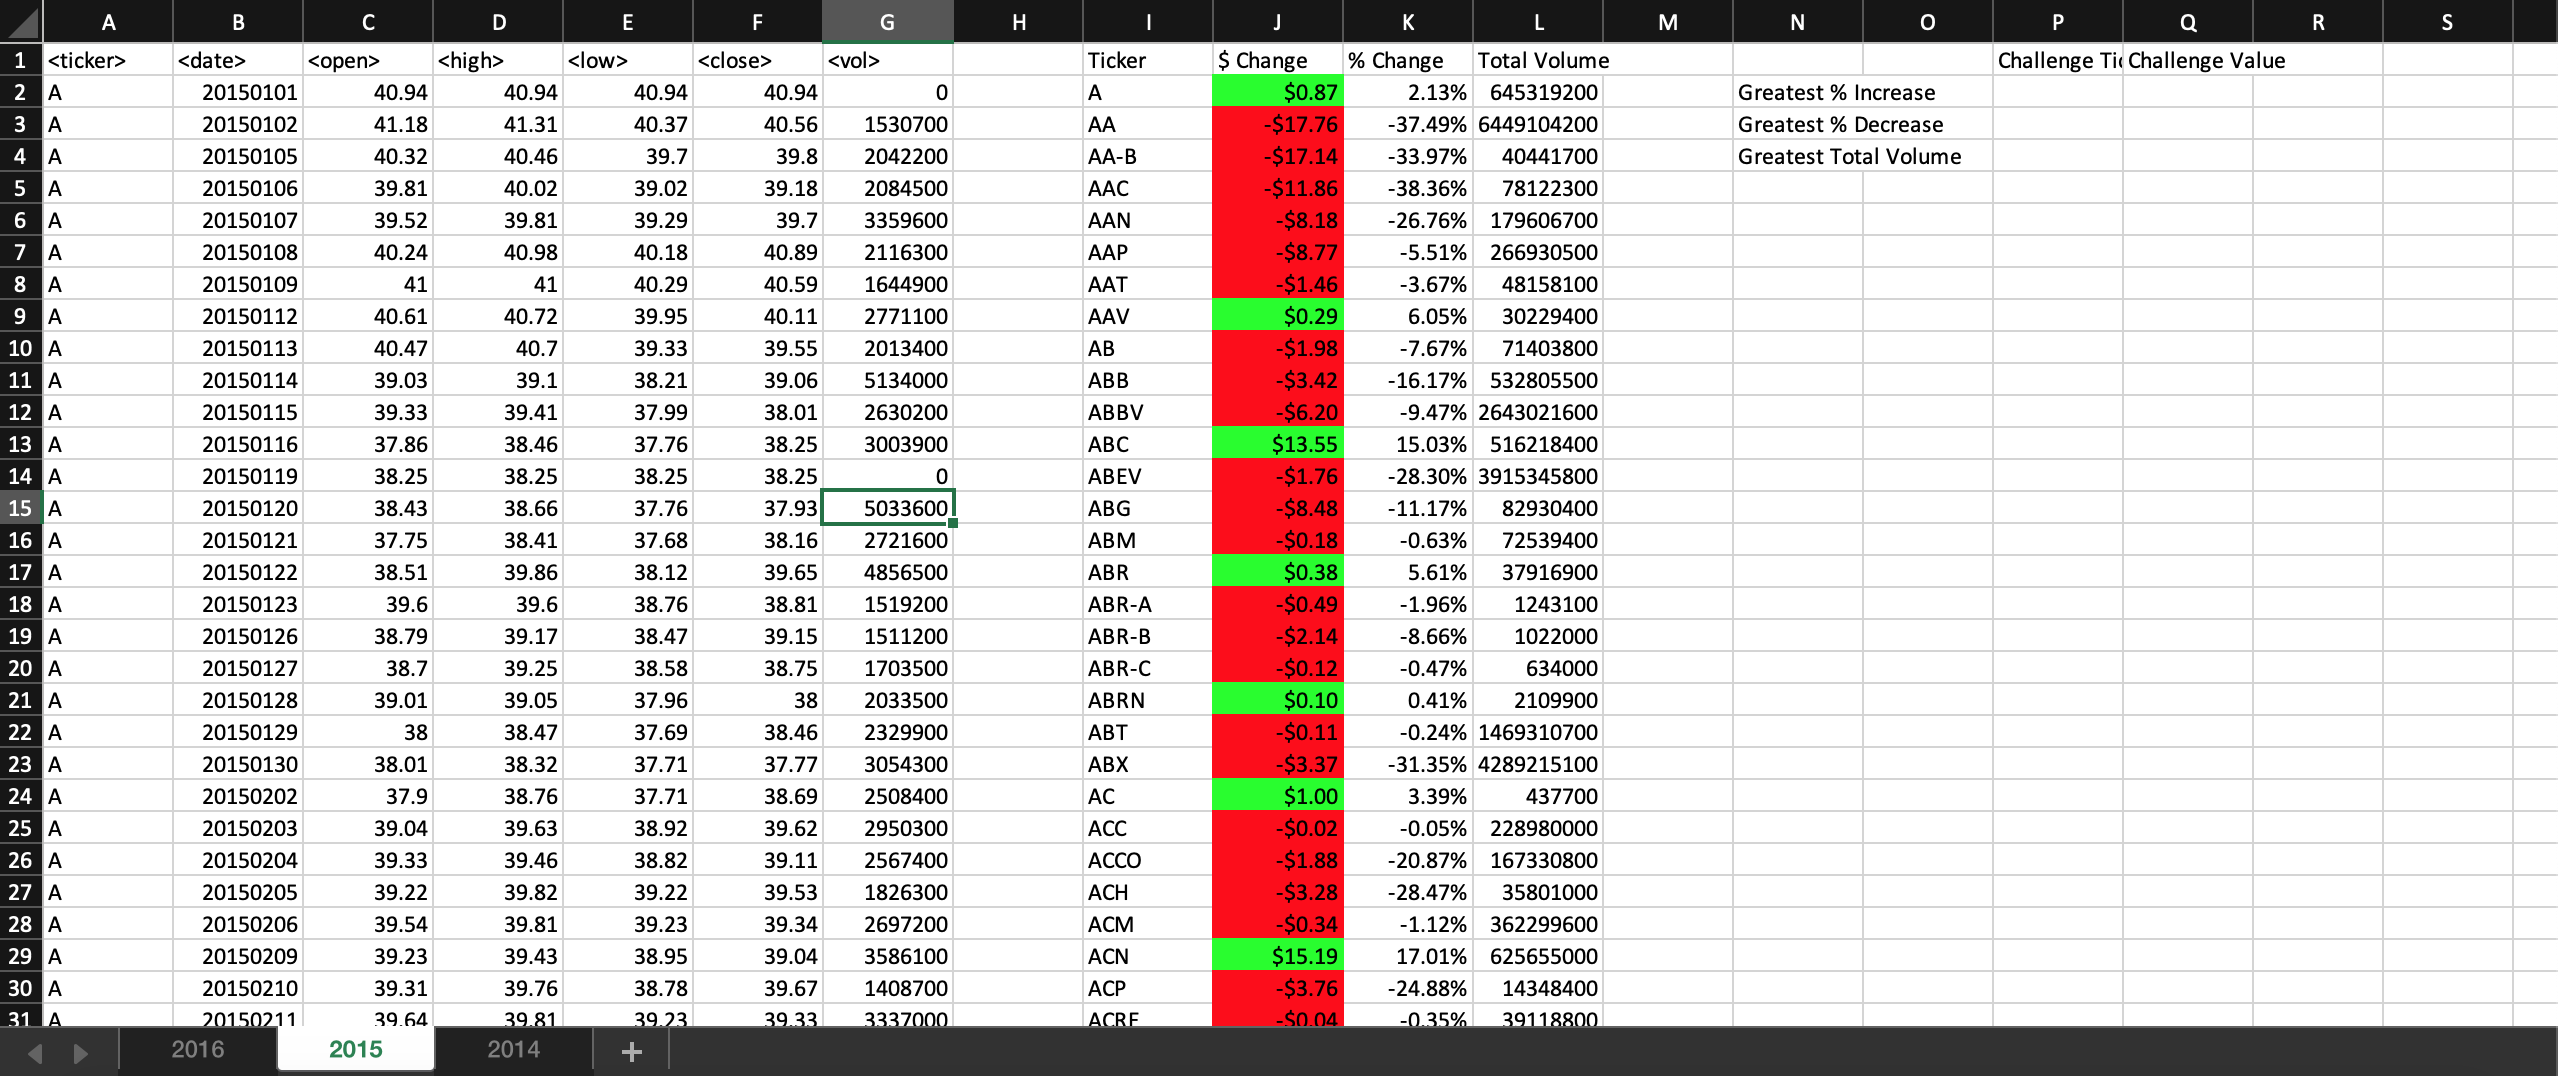 A B C D E F G H I J K L M N O P Q R S
1 <ticker> <date> <open> <high> <low> <close> <vol> Ticker $ Change % Change Total Volume Challenge Tic Challenge Value
2 A 20150101 40.94 40.94 40.94 40.94 0 A $0.87 2.13% 645319200 Greatest % Increase
3 A 20150102 41.18 41.31 40.37 40.56 1530700 AA -$17.76 -37.49% 6449104200 Greatest % Decrease
4 A 20150105 40.32 40.46 39.7 39.8 2042200 AA-B -$17.14 -33.97% 40441700 Greatest Total Volume
5 A 20150106 39.81 40.02 39.02 39.18 2084500 AAC -$11.86 -38.36% 78122300
6 A 20150107 39.52 39.81 39.29 39.7 3359600 AAN -$8.18 -26.76% 179606700
7 A 20150108 40.24 40.98 40.18 40.89 2116300 AAP -$8.77 -5.51% 266930500
8 A 20150109 41 41 40.29 40.59 1644900 AAT -$1.46 -3.67% 48158100
9 A 20150112 40.61 40.72 39.95 40.11 2771100 AAV $0.29 6.05% 30229400
10 A 20150113 40.47 40.7 39.33 39.55 2013400 AB -$1.98 -7.67% 71403800
11 A 20150114 39.03 39.1 38.21 39.06 5134000 ABB -$3.42 -16.17% 532805500
12 A 20150115 39.33 39.41 37.99 38.01 2630200 ABBV -$6.20 -9.47% 2643021600
13 A 20150116 37.86 38.46 37.76 38.25 3003900 ABC $13.55 15.03% 516218400
14 A 20150119 38.25 38.25 38.25 38.25 0 ABEV -$1.76 -28.30% 3915345800
15 A 20150120 38.43 38.66 37.76 37.93 5033600 ABG -$8.48 -11.17% 82930400
16 A 20150121 37.75 38.41 37.68 38.16 2721600 ABM -$0.18 -0.63% 72539400
17 A 20150122 38.51 39.86 38.12 39.65 4856500 ABR $0.38 5.61% 37916900
18 A 20150123 39.6 39.6 38.76 38.81 1519200 ABR-A -$0.49 -1.96% 1243100
19 A 20150126 38.79 39.17 38.47 39.15 1511200 ABR-B -$2.14 -8.66% 1022000
20 A 20150127 38.7 39.25 38.58 38.75 1703500 ABR-C -$0.12 -0.47% 634000
21 A 20150128 39.01 39.05 37.96 38 2033500 ABRN $0.10 0.41% 2109900
22 A 20150129 38 38.47 37.69 38.46 2329900 ABT -$0.11 -0.24% 1469310700
23 A 20150130 38.01 38.32 37.71 37.77 3054300 ABX -$3.37 -31.35% 4289215100
24 A 20150202 37.9 38.76 37.71 38.69 2508400 AC $1.00 3.39% 437700
25 A 20150203 39.04 39.63 38.92 39.62 2950300 ACC -$0.02 -0.05% 228980000
26 A 20150204 39.33 39.46 38.82 39.11 2567400 ACCO -$1.88 -20.87% 167330800
27 A 20150205 39.22 39.82 39.22 39.53 1826300 ACH -$3.28 -28.47% 35801000
28 A 20150206 39.54 39.81 39.23 39.34 2697200 ACM -$0.34 -1.12% 362299600
29 A 20150209 39.23 39.43 38.95 39.04 3586100 ACN $15.19 17.01% 625655000
30 A 20150210 39.31 39.76 38.78 39.67 1408700 ACP -$3.76 -24.88% 14348400
31 A 20150211 39.64 39.81 39.23 39.33 3337000 ACRE -$0.04 -0.35% 39118800
2016 2015 2014 +